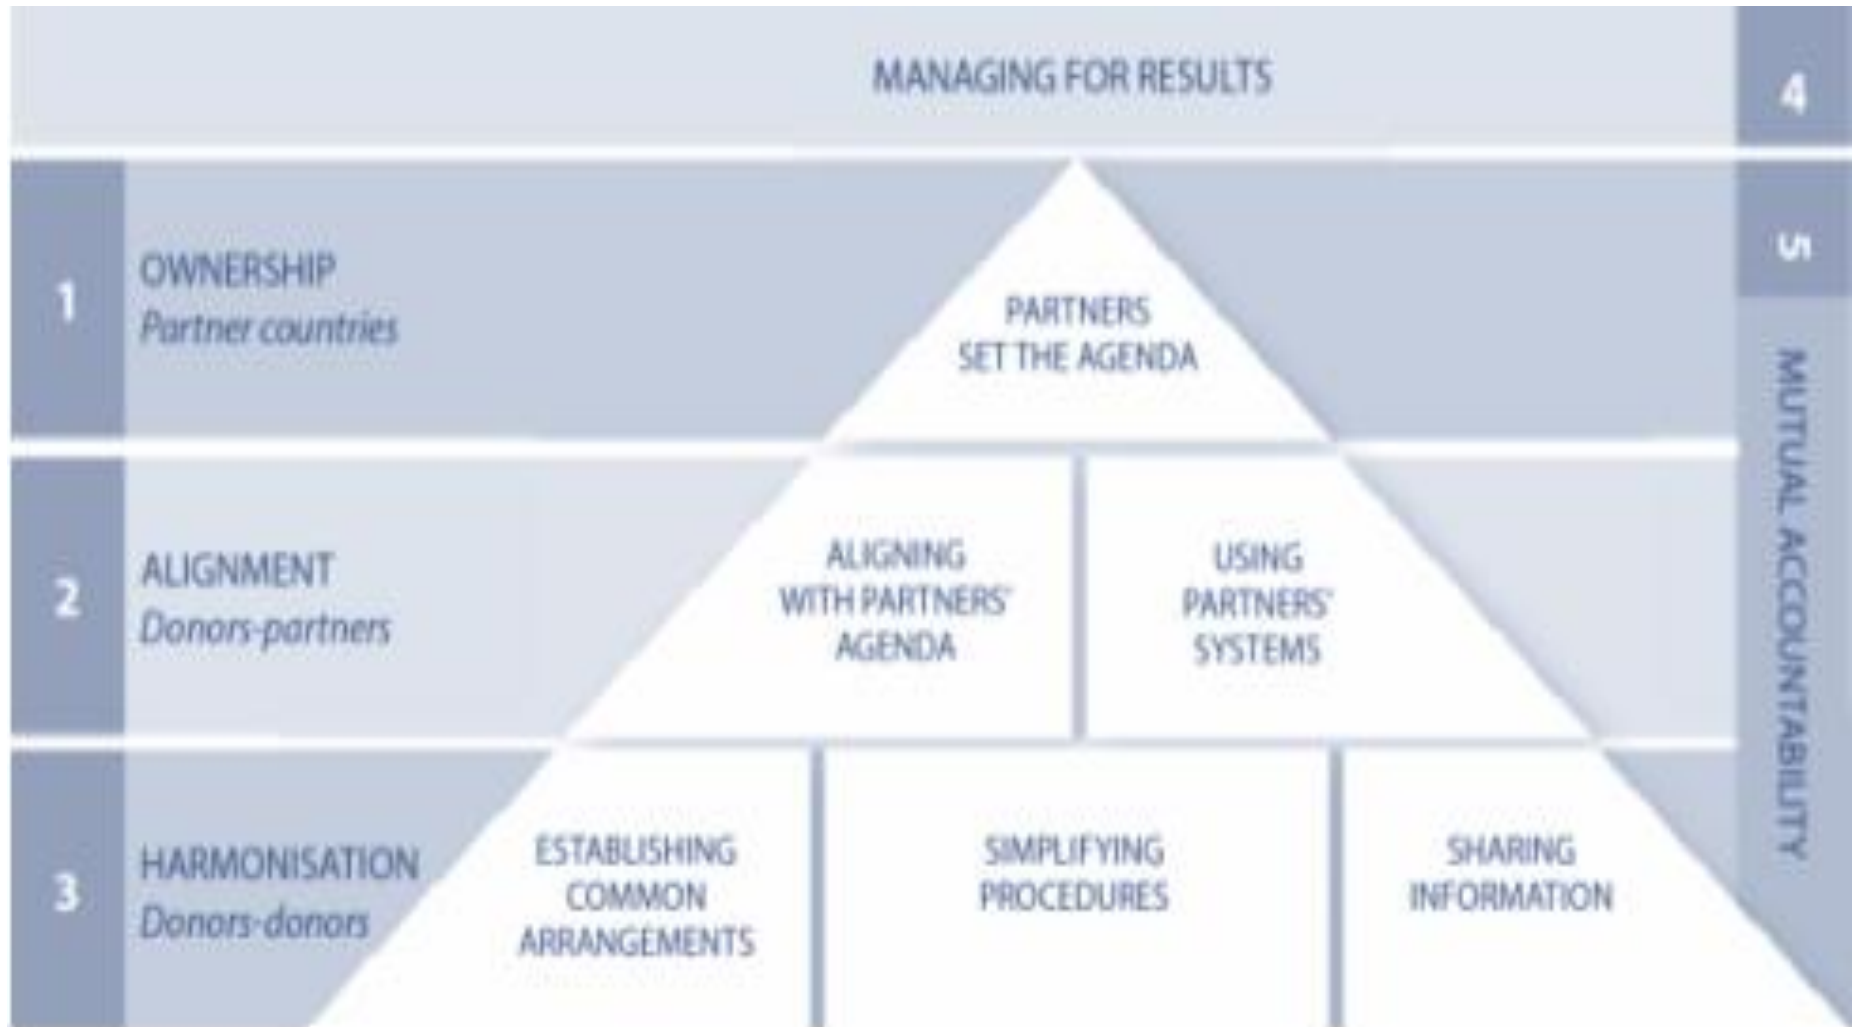 MANAGING FOR RESULTS
4
1
OWNERSHIP
Partner countries
PARTNERS
SET THE AGENDA
5
MUTUAL ACCOUNTABILITY
2
ALIGNMENT
Donors-partners
ALIGNING
WITH PARTNERS'
AGENDA
USING
PARTNERS'
SYSTEMS
3
HARMONISATION
Donors-donors
ESTABLISHING
COMMON
ARRANGEMENTS
SIMPLIFYING
PROCEDURES
SHARING
INFORMATION